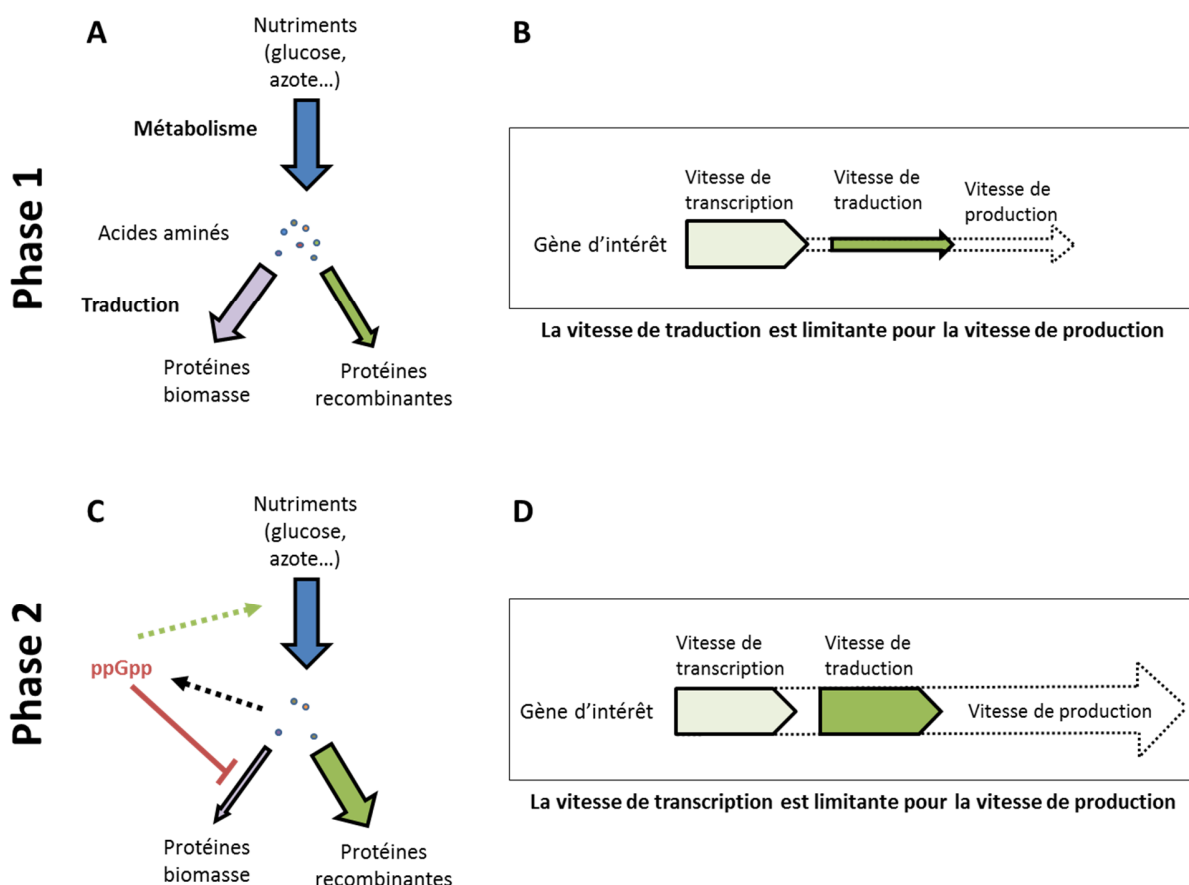 Phase 1
A
Nutriments
(glucose,
azote...)
Métabolisme
Acides aminés
Traduction
Protéines
biomasse
Protéines
recombinantes
B
Vitesse de
transcription
Vitesse de
traduction
Vitesse de
production
Gène d'intérêt
La vitesse de traduction est limitante pour la vitesse de production
Phase 2
C
Nutriments
(glucose,
azote...)
ppGpp
Protéines
biomasse
Protéines
recombinantes
D
Vitesse de
transcription
Vitesse de
traduction
Gène d'intérêt
Vitesse de production
La vitesse de transcription est limitante pour la vitesse de production